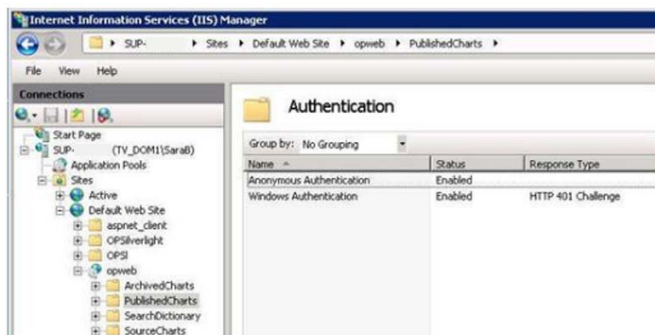 Internet Information Services (IIS) Manager
SUP- Sites Default Web Site opweb PublishedCharts
File View Help
Connections
Start Page
SUP- (TV_DOM1\SaraB)
Application Pools
Sites
Active
Default Web Site
aspnet_client
OPSilverlight
OPSI
opweb
ArchivedCharts
PublishedCharts
SearchDictionary
SourceCharts
Authentication
Group by: No Grouping
Name Status Response Type
Anonymous Authentication Enabled
Windows Authentication Enabled HTTP 401 Challenge